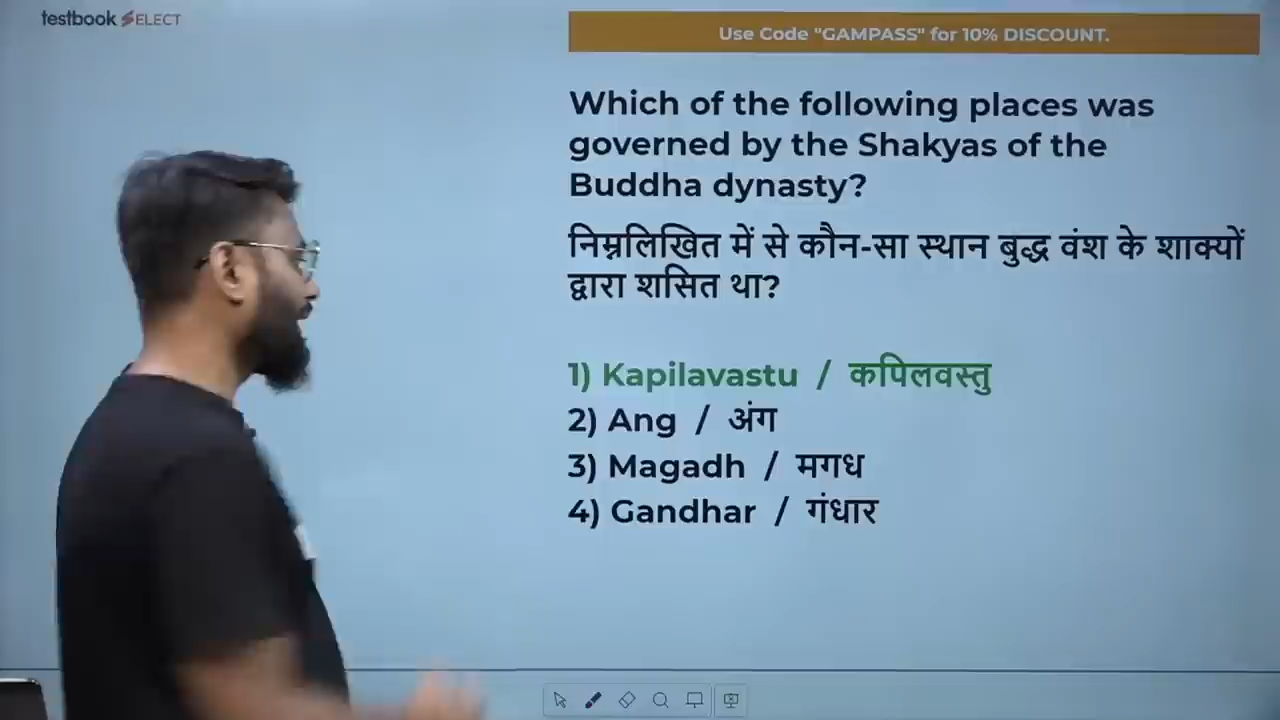 testbook SELECT
Use Code "GAMPASS" for 10% DISCOUNT.
Which of the following places was
governed by the Shakyas of the
Buddha dynasty?
निम्नलिखित में से कौन-सा स्थान बुद्ध वंश के शाक्यों
द्वारा शसित था?
1) Kapilavastu / कपिलवस्तु
2) Ang / अंग
3) Magadh / मगध
4) Gandhar / गंधार